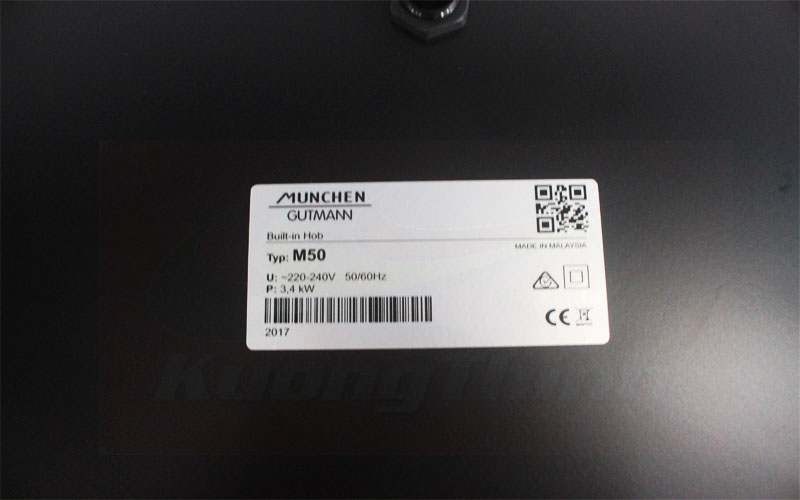 MUNCHEN
GUTMANN
Built-in Hob
MADE IN MALAYSIA
Typ: M50
U: ~220-240V 50/60Hz
P: 3,4 kW
2017
CE